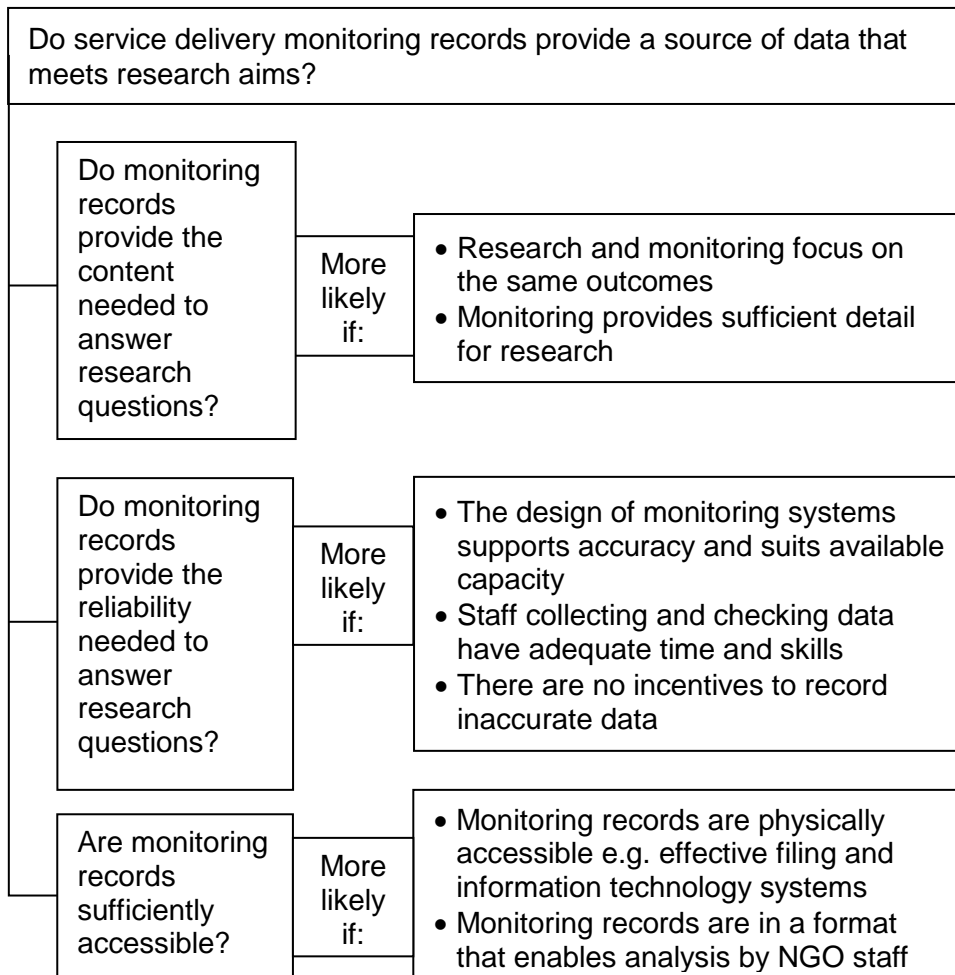 Do service delivery monitoring records provide a source of data that
meets research aims?
Do monitoring
records
provide the
content
needed to
answer
research
questions?
More
likely
if:
• Research and monitoring focus on
the same outcomes
• Monitoring provides sufficient detail
for research
Do monitoring
records
provide the
reliability
needed to
answer
research
questions?
More
likely
if:
• The design of monitoring systems
supports accuracy and suits available
capacity
• Staff collecting and checking data
have adequate time and skills
• There are no incentives to record
inaccurate data
Are monitoring
records
sufficiently
accessible?
More
likely
if:
• Monitoring records are physically
accessible e.g. effective filing and
information technology systems
• Monitoring records are in a format
that enables analysis by NGO staff